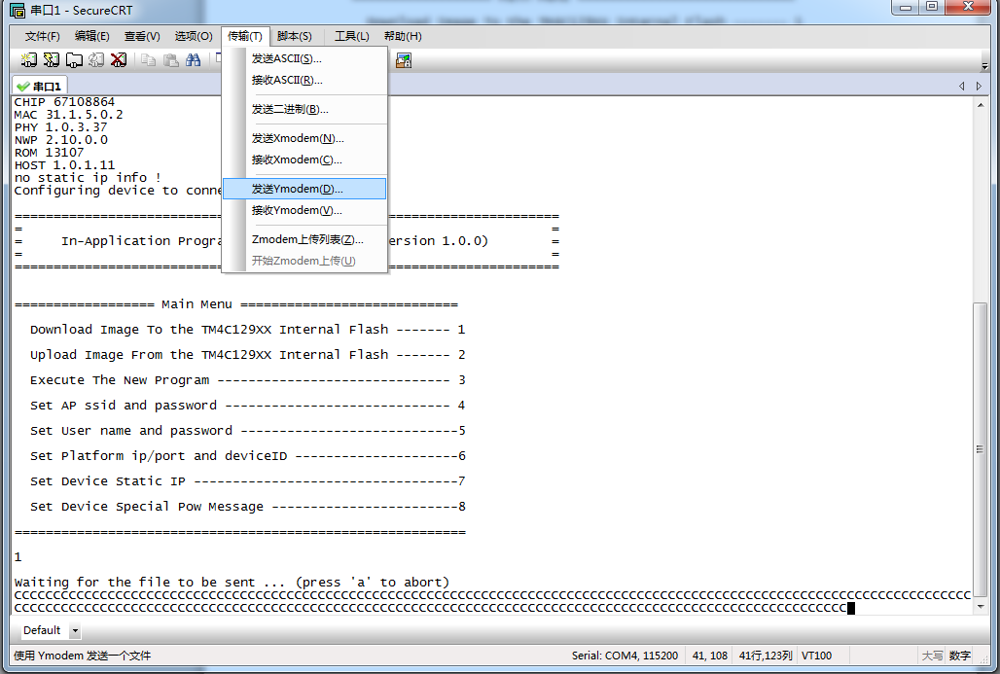 串口1 - SecureCRT
文件(F) 编辑(E) 查看(V) 选项(O) 传输(T) 脚本(S) 工具(L) 帮助(H)
发送ASCII(S)...
接收ASCII(R)...
发送二进制(B)...
发送Xmodem(N)...
接收Xmodem(C)...
发送Ymodem(D)...
接收Ymodem(V)...
Zmodem上传列表(Z)...
开始Zmodem上传(U)
串口1
CHIP 67108864
MAC 31.1.5.0.2
PHY 1.0.3.37
NWP 2.10.0.0
ROM 13107
HOST 1.0.1.11
no static ip info !
Configuring device to conne
======================================================================
= =
= In-Application Progra ersion 1.0.0) =
= =
======================================================================
================== Main Menu ============================
Download Image To the TM4C129XX Internal Flash ------- 1
Upload Image From the TM4C129XX Internal Flash ------- 2
Execute The New Program ------------------------------ 3
Set AP ssid and password ----------------------------- 4
Set User name and password ----------------------------5
Set Platform ip/port and deviceID ---------------------6
Set Device Static IP ----------------------------------7
Set Device Special Pow Message ------------------------8
==========================================================
1
Waiting for the file to be sent ... (press 'a' to abort)
CCCCCCCCCCCCCCCCCCCCCCCCCCCCCCCCCCCCCCCCCCCCCCCCCCCCCCCCCCCCCCCCCCCCCCCCCCCCCCCCCCCCCCCCCCCCCCCCCCCCCCCCCCCCCCCCCCCCCCCCCCC
CCCCCCCCCCCCCCCCCCCCCCCCCCCCCCCCCCCCCCCCCCCCCCCCCCCCCCCCCCCCCCCCCCCCCCCCCCCCCCCCCCCCCCCCCCCCCCCCCCCCCCCCCCC
Default
使用 Ymodem 发送一个文件 Serial: COM4, 115200 41, 108 41行,123列 VT100 大写 数字